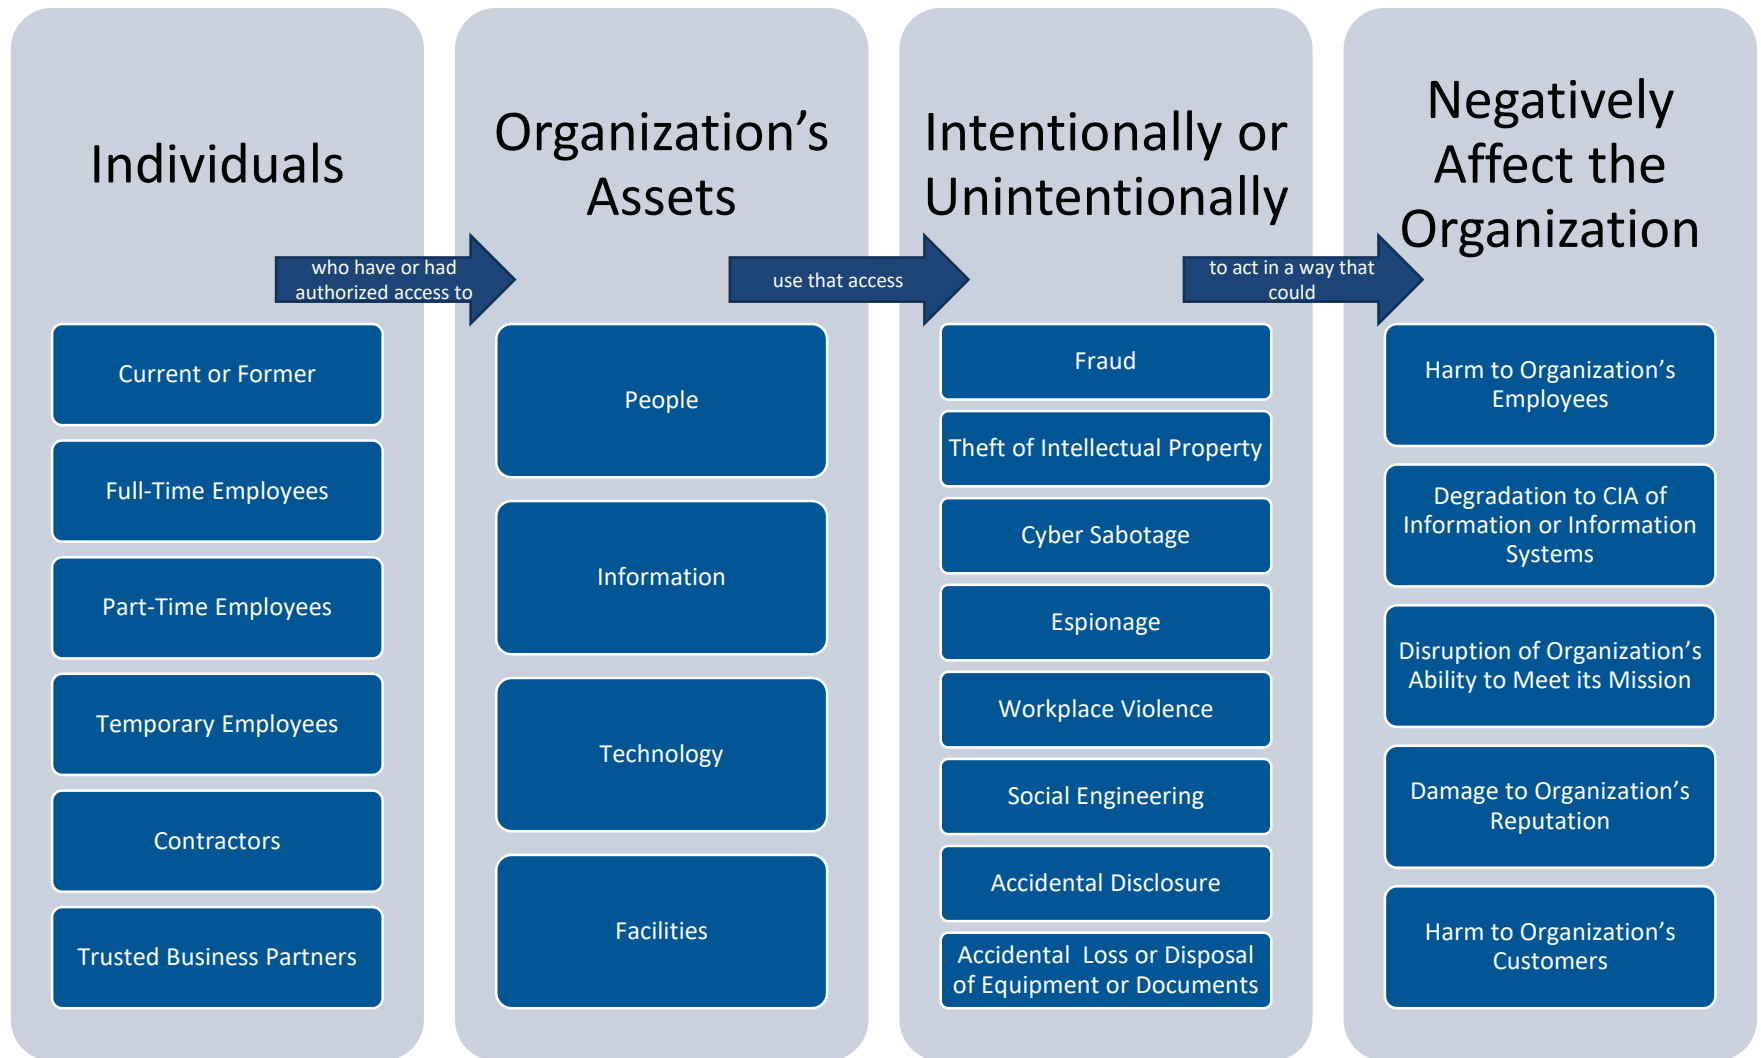 Individuals
who have or had
authorized access to
Current or Former
Full-Time Employees
Part-Time Employees
Temporary Employees
Contractors
Trusted Business Partners
Organization’s
Assets
use that access
People
Information
Technology
Facilities
Intentionally or
Unintentionally
to act in a way that
could
Fraud
Theft of Intellectual Property
Cyber Sabotage
Espionage
Workplace Violence
Social Engineering
Accidental Disclosure
Accidental Loss or Disposal
of Equipment or Documents
Negatively
Affect the
Organization
Harm to Organization’s
Employees
Degradation to CIA of
Information or Information
Systems
Disruption of Organization’s
Ability to Meet its Mission
Damage to Organization’s
Reputation
Harm to Organization’s
Customers